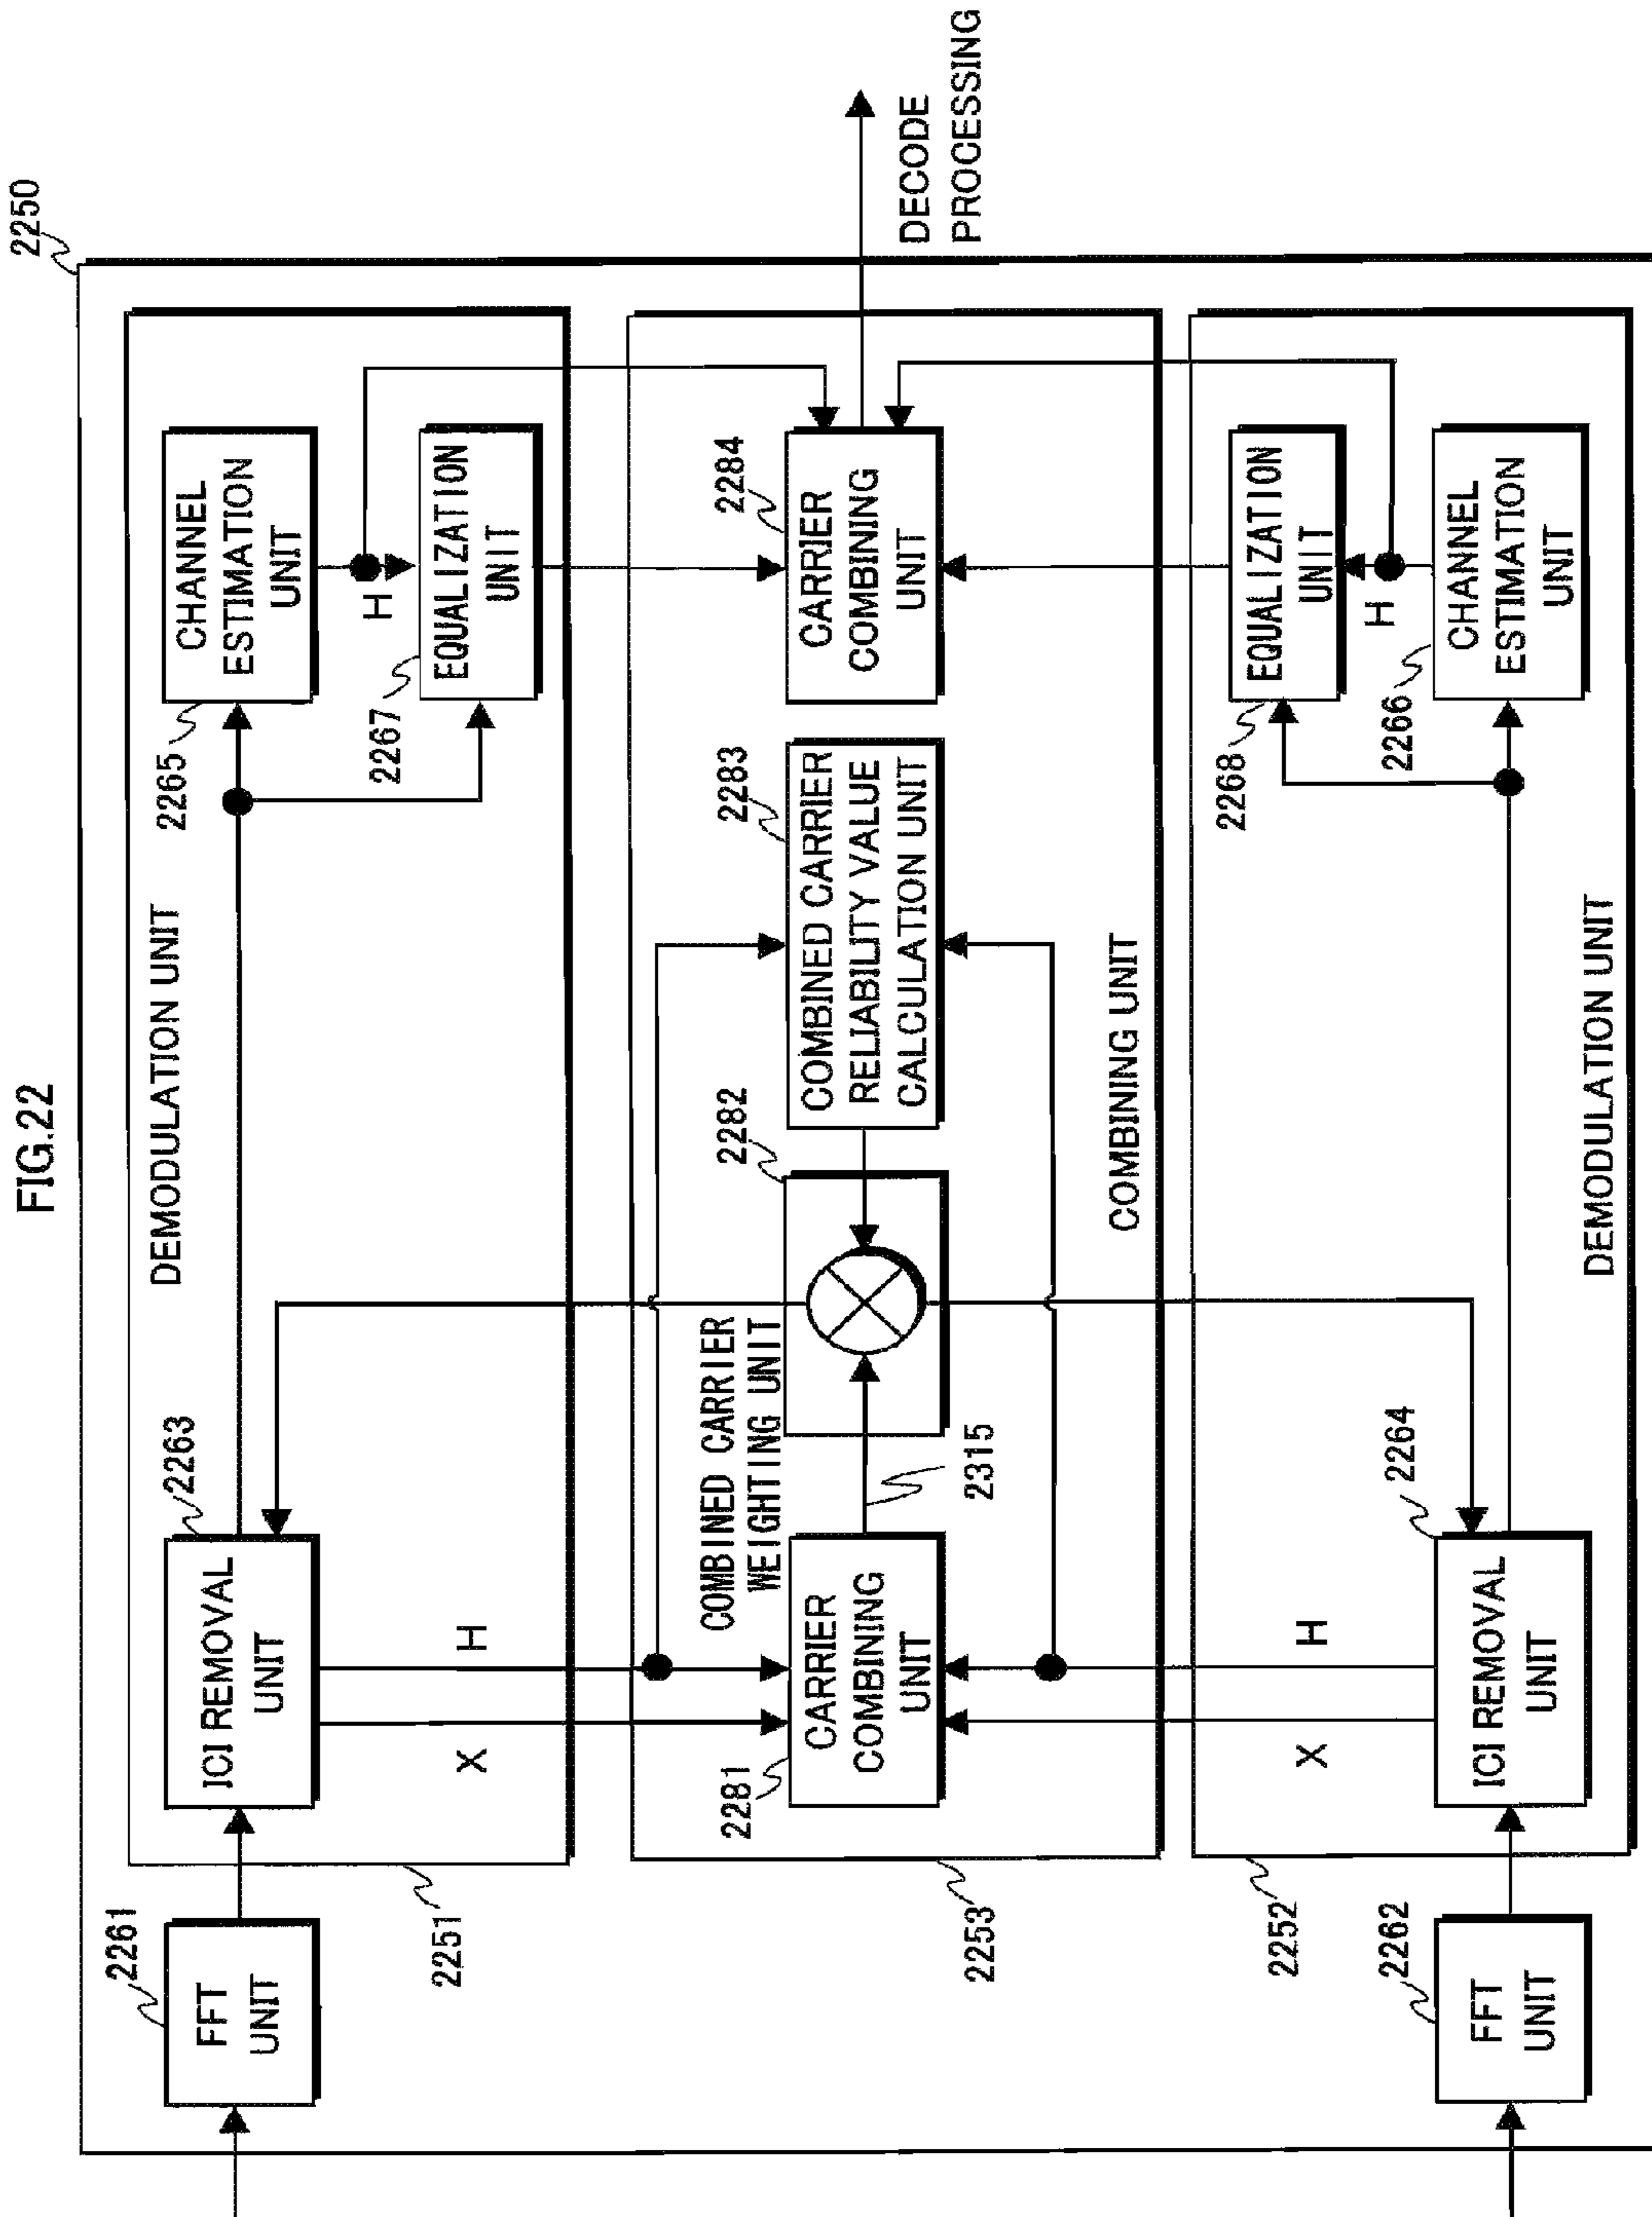 FIG.22
2250
2261
FFT
UNIT
2251
2263
ICI REMOVAL
UNIT
DEMODULATION UNIT
2265
CHANNEL
ESTIMATION
UNIT
H
2267
EQUALIZATION
UNIT
H
X
2253
2281
CARRIER
COMBINING
UNIT
COMBINED CARRIER
WEIGHTING UNIT
2315
2282
2283
COMBINED CARRIER
RELIABILITY VALUE
CALCULATION UNIT
2284
CARRIER
COMBINING
UNIT
DECODE
PROCESSING
COMBINING UNIT
2252
X
H
2262
FFT
UNIT
2264
ICI REMOVAL
UNIT
2268
EQUALIZATION
UNIT
H
2266
CHANNEL
ESTIMATION
UNIT
DEMODULATION UNIT